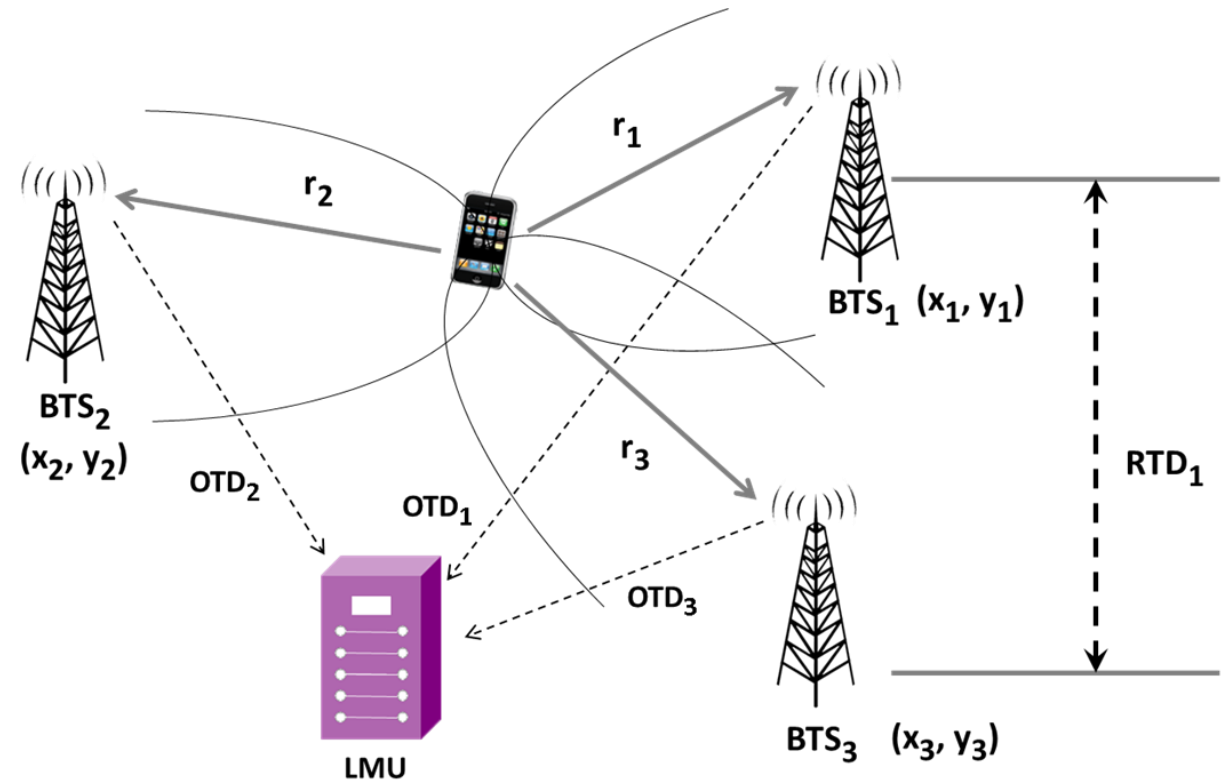 r₁
r₂
BTS₁ (x₁, y₁)
BTS₂
(x₂, y₂)
RTD₁
r₃
OTD₂
OTD₁
OTD₃
BTS₃ (x₃, y₃)
LMU